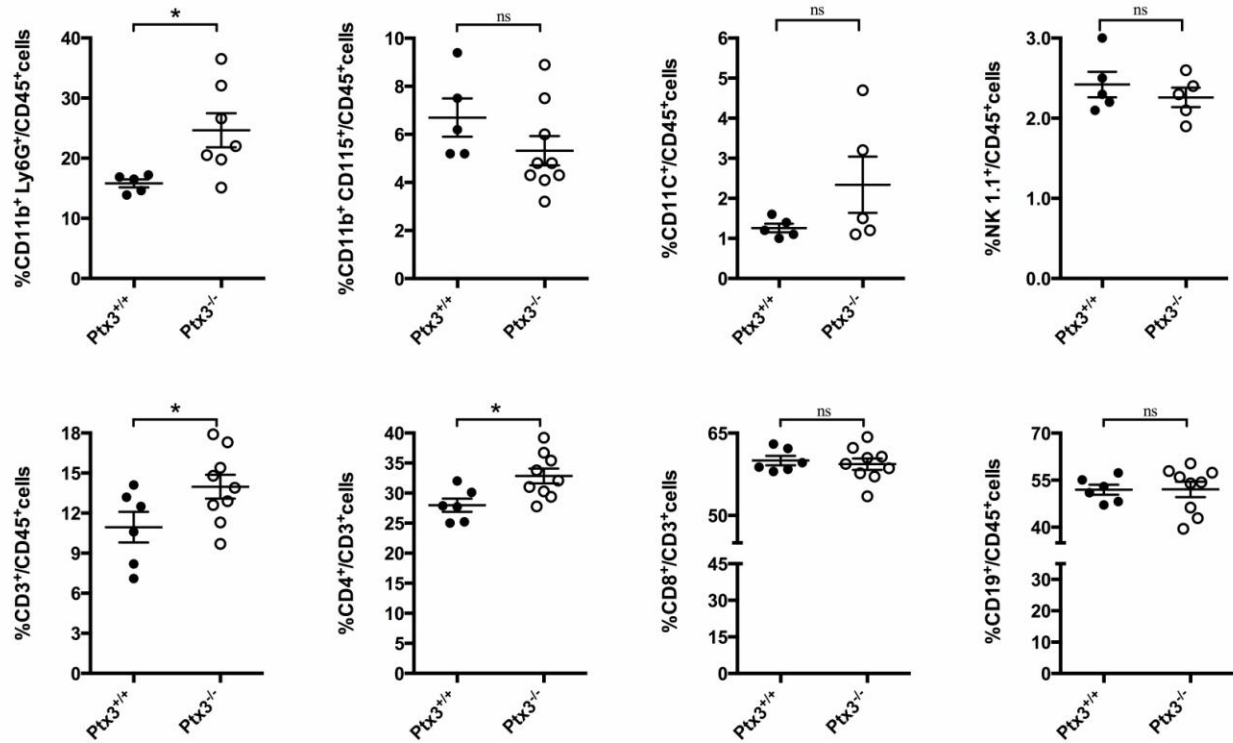 %CD11b⁺ Ly6G⁺/CD45⁺cells
*
40
30
20
10
0
Ptx3⁺/⁺
Ptx3⁻/⁻
%CD11b⁺ CD115⁺/CD45⁺cells
ns
10
8
6
4
2
0
Ptx3⁺/⁺
Ptx3⁻/⁻
%CD11C⁺/CD45⁺cells
ns
6
5
4
3
2
1
0
Ptx3⁺/⁺
Ptx3⁻/⁻
%NK 1.1⁺/CD45⁺cells
ns
3.0
2.0
1.0
0.0
Ptx3⁺/⁺
Ptx3⁻/⁻
%CD3⁺/CD45⁺cells
*
18
15
12
9
6
3
0
Ptx3⁺/⁺
Ptx3⁻/⁻
%CD4⁺/CD3⁺cells
*
40
35
30
25
20
15
10
5
0
Ptx3⁺/⁺
Ptx3⁻/⁻
%CD8⁺/CD3⁺cells
ns
65
50
45
30
15
0
Ptx3⁺/⁺
Ptx3⁻/⁻
%CD19⁺/CD45⁺cells
ns
70
55
40
30
20
10
0
Ptx3⁺/⁺
Ptx3⁻/⁻